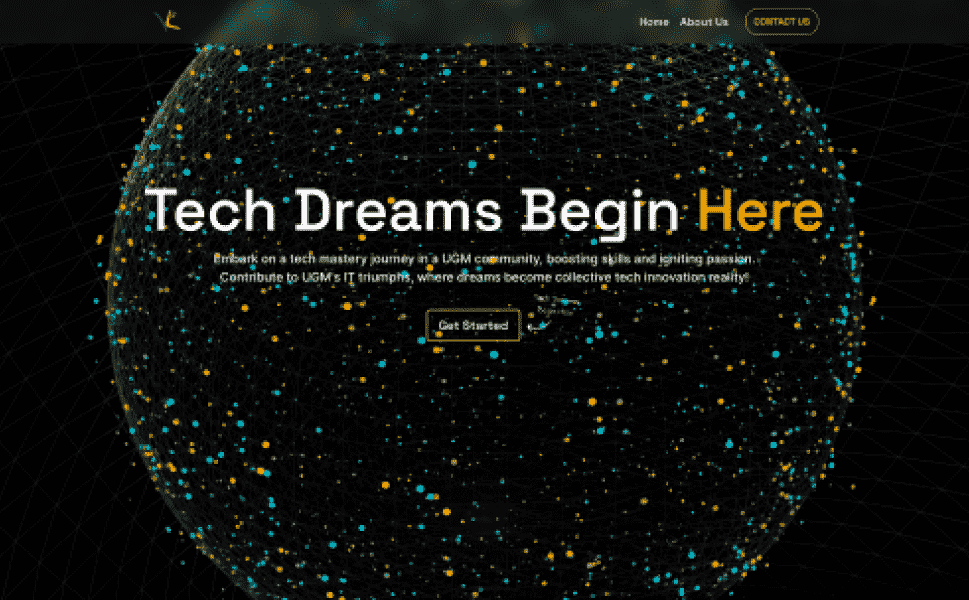 Home About Us CONTACT US
Tech Dreams Begin Here
Embark on a tech mastery journey in a UGM community, boosting skills and igniting passion.
Contribute to UGM's IT triumphs, where dreams become collective tech innovation reality!
Get Started